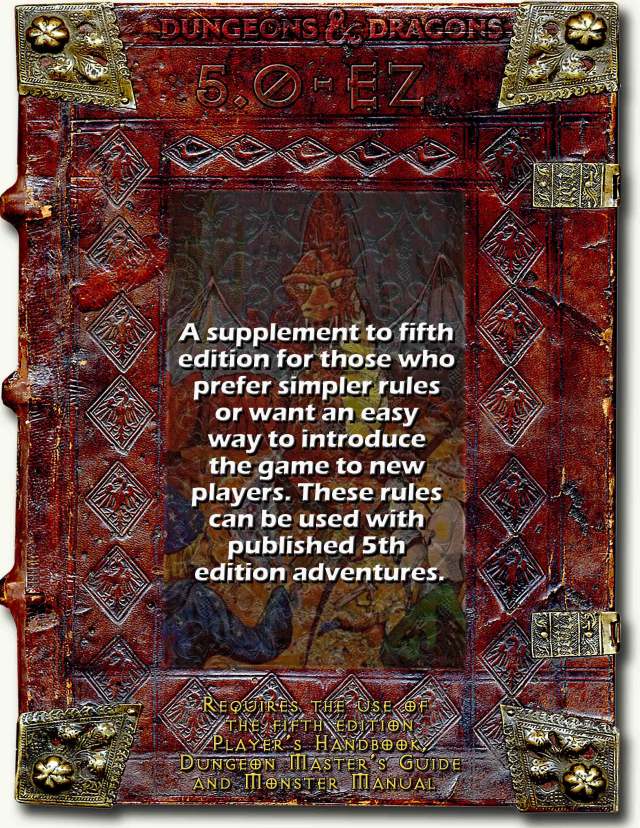 DUNGEONS & DRAGONS
5.0-EZ
A supplement to fifth
edition for those who
prefer simpler rules
or want an easy
way to introduce
the game to new
players. These rules
can be used with
published 5th
edition adventures.
Requires the use of
the fifth edition
Player's Handbook,
Dungeon Master's Guide
and Monster Manual